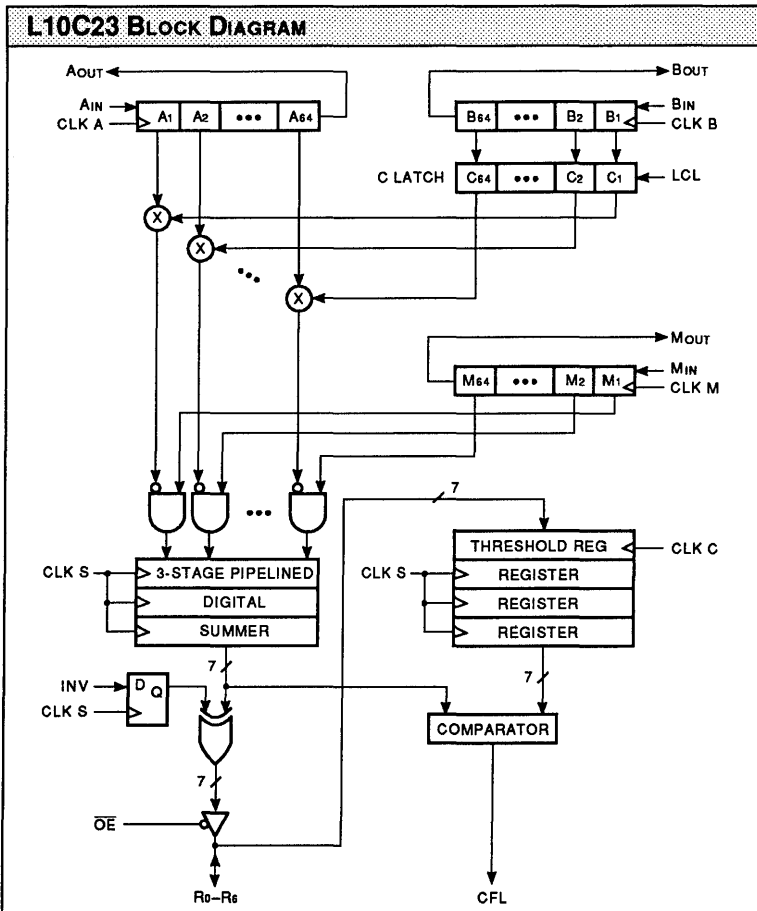 L10C23 BLOCK DIAGRAM
AOUT
BOUT
AIN
CLK A
A1 A2 ••• A64
B64 ••• B2 B1
BIN
CLK B
C LATCH
C64 ••• C2 C1
LCL
X
X
•••
X
MOUT
M64 ••• M2 M1
MIN
CLK M
•••
7
THRESHOLD REG
CLK C
CLK S
3-STAGE PIPELINED
DIGITAL
SUMMER
CLK S
REGISTER
REGISTER
REGISTER
7
7
INV
D Q
CLK S
COMPARATOR
7
OE
R0–R6
CFL